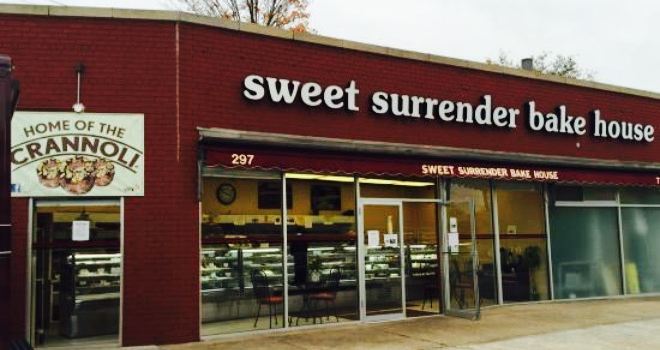 sweet surrender bake house
HOME OF THE
CRANNOLI
297
SWEET SURRENDER BAKE HOUSE